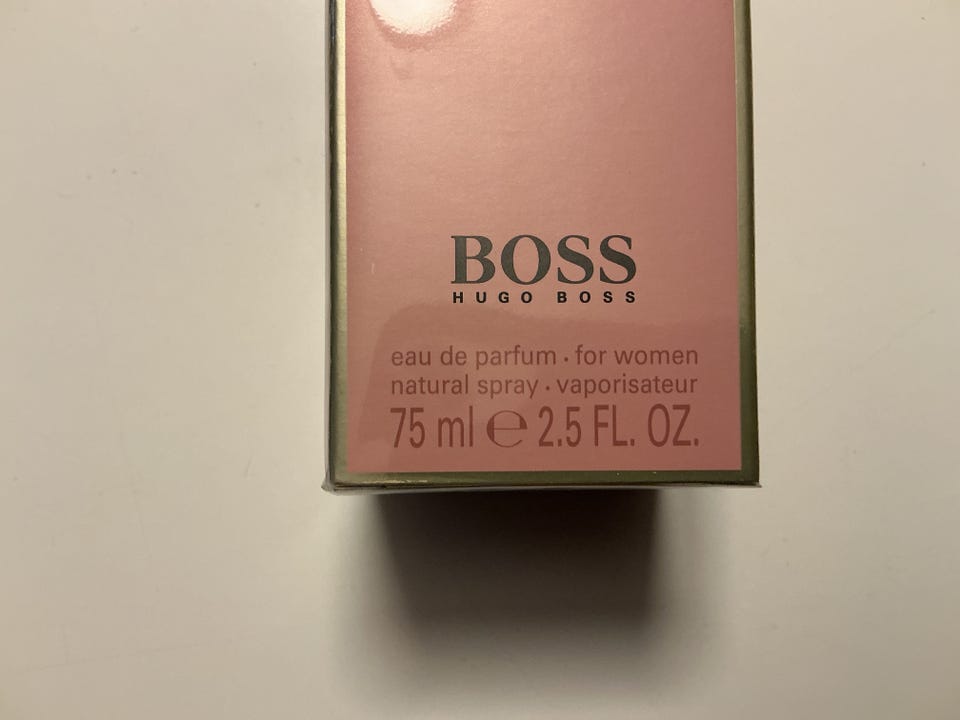 BOSS
HUGO BOSS
eau de parfum · for women
natural spray · vaporisateur
75 ml ℮ 2.5 FL. OZ.